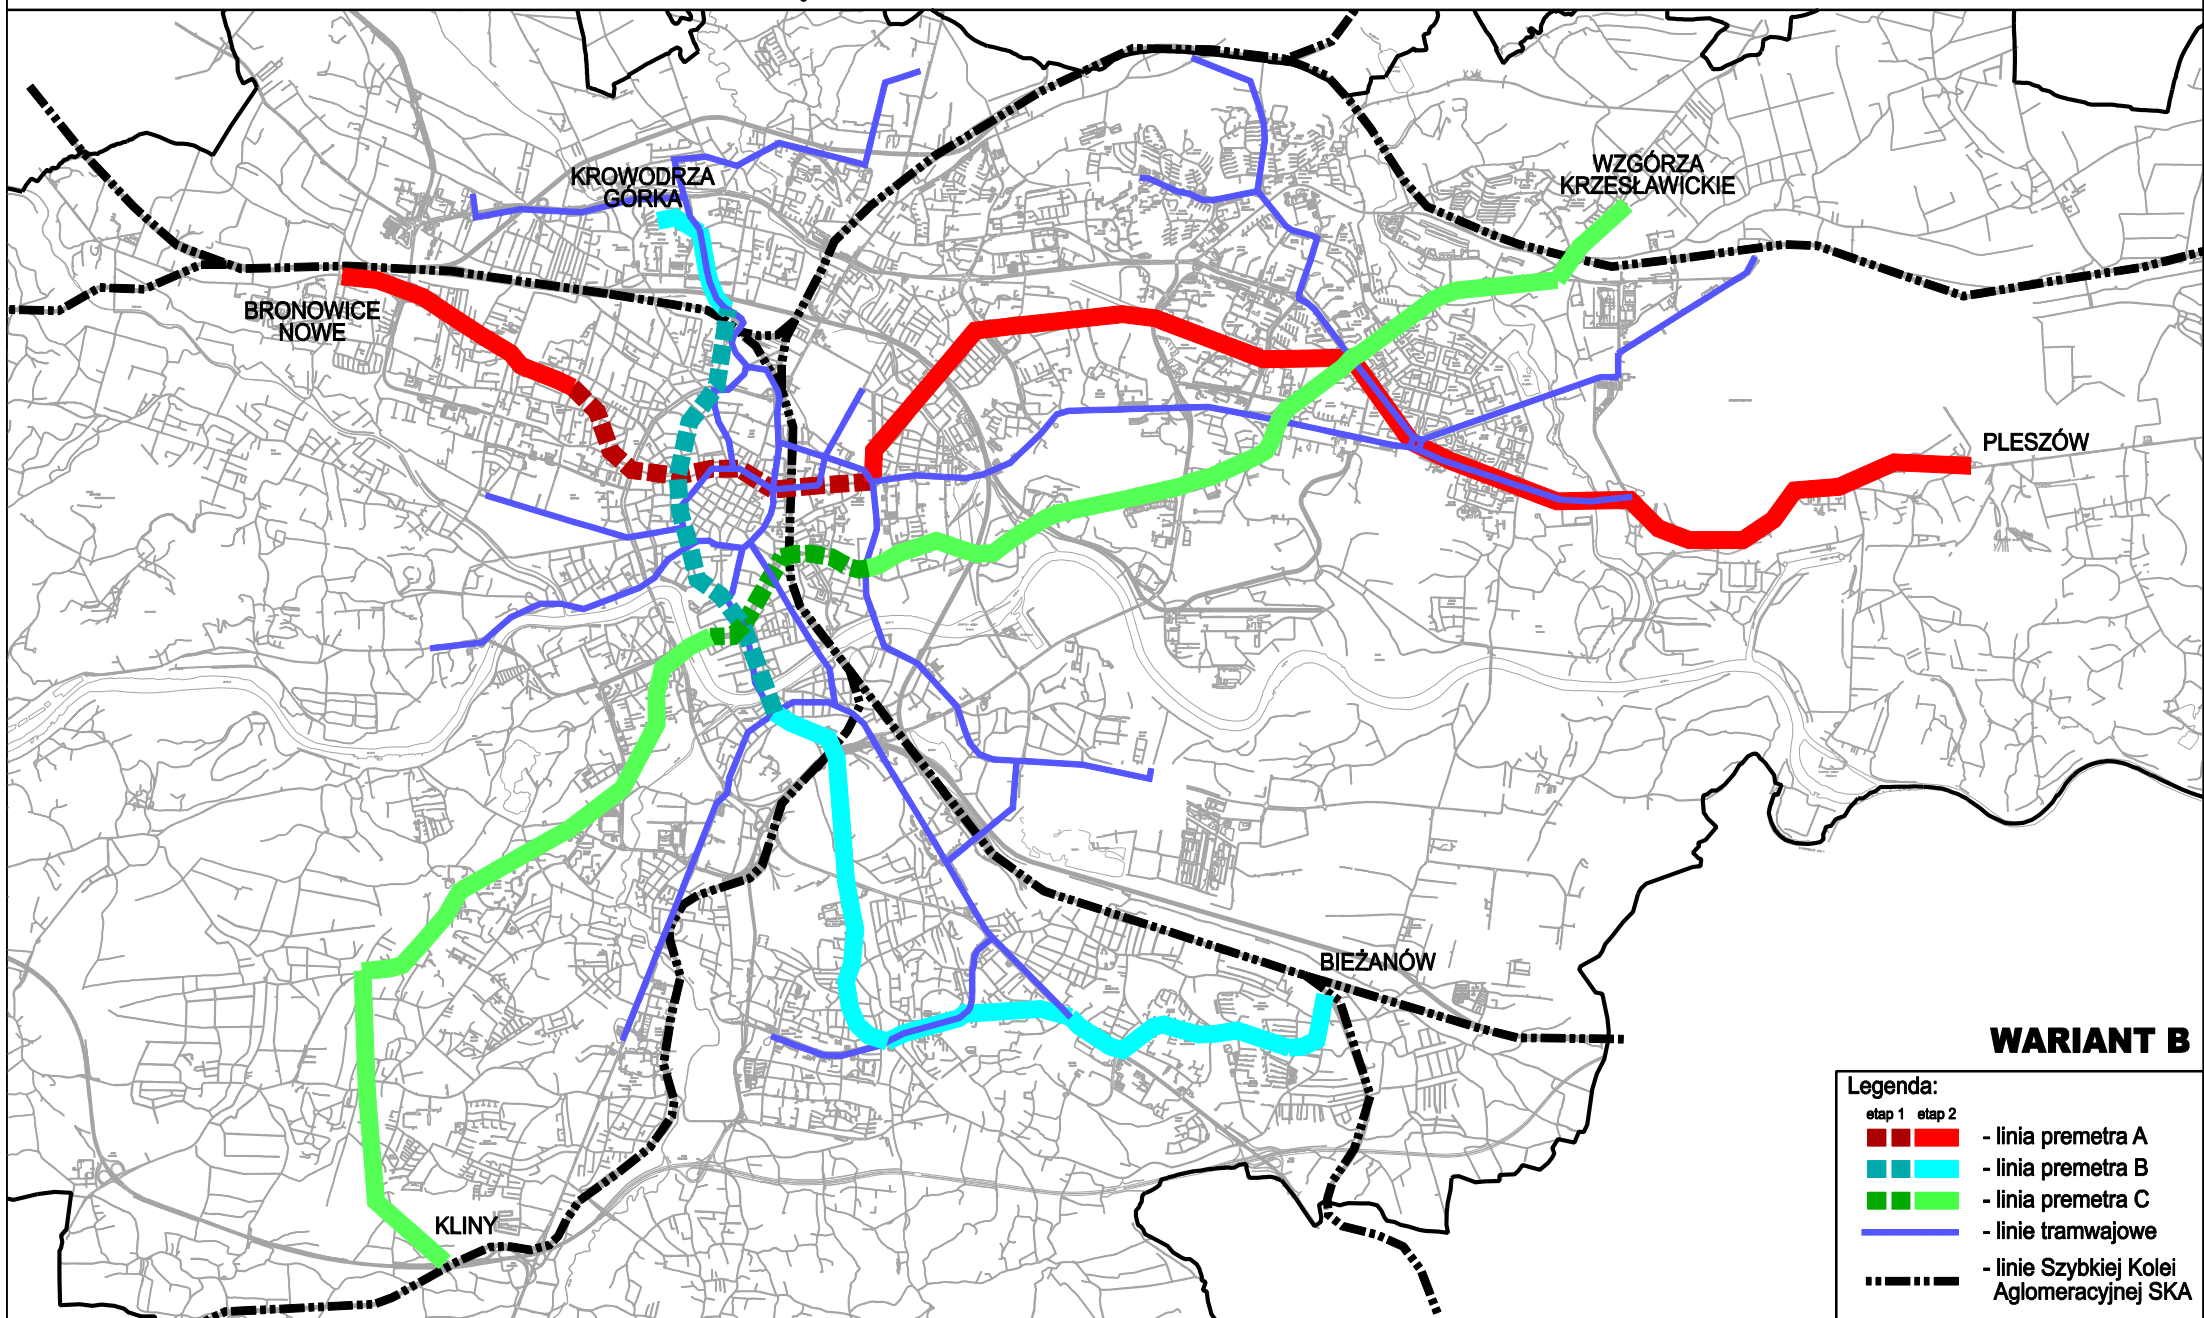 KROWODRZA
GÓRKA
WZGÓRZA
KRZESŁAWICKIE
BRONOWICE
NOWE
PLESZÓW
BIEŻANÓW
KLINY
WARIANT B
Legenda:
etap 1 etap 2
- linia premetra A
- linia premetra B
- linia premetra C
- linie tramwajowe
- linie Szybkiej Kolei
Aglomeracyjnej SKA